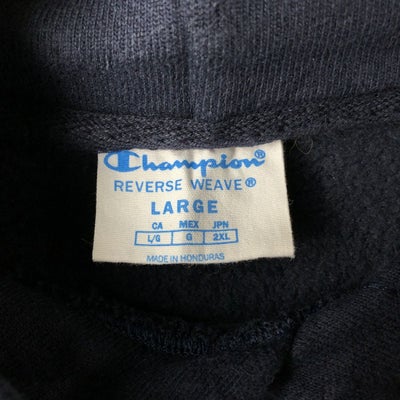 Champion®
REVERSE WEAVE®
LARGE
CA MEX JPN
L/G G 2XL
MADE IN HONDURAS